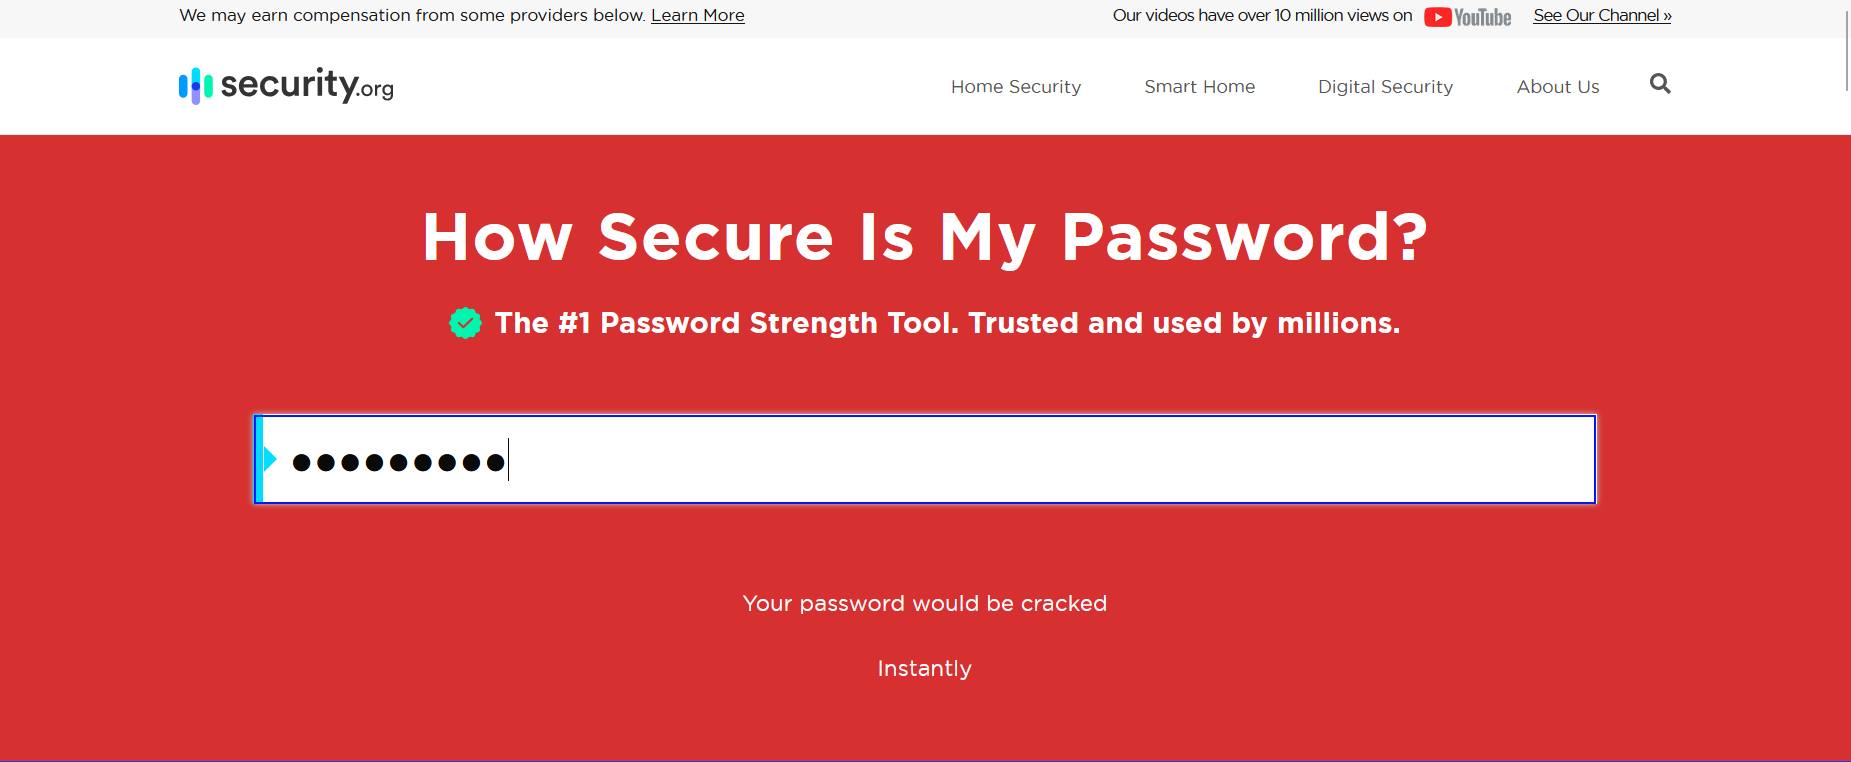 We may earn compensation from some providers below. Learn More
Our videos have over 10 million views on YouTube See Our Channel »
security.org
Home Security Smart Home Digital Security About Us
How Secure Is My Password?
The #1 Password Strength Tool. Trusted and used by millions.
●●●●●●●●●
Your password would be cracked
Instantly